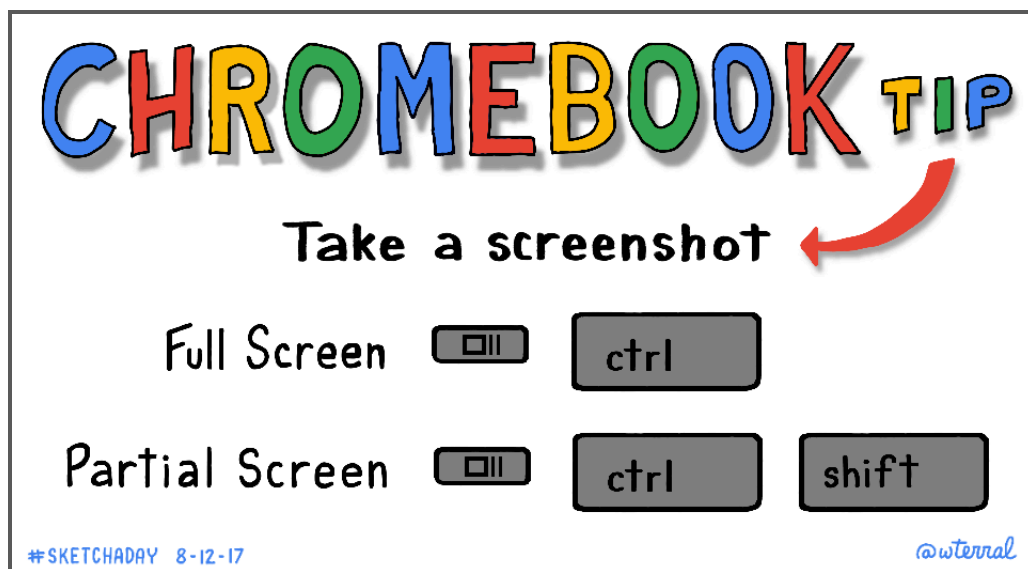 CHROMEBOOK TIP
Take a screenshot
Full Screen ctrl
Partial Screen ctrl shift
#SKETCHADAY 8-12-17 @wterral